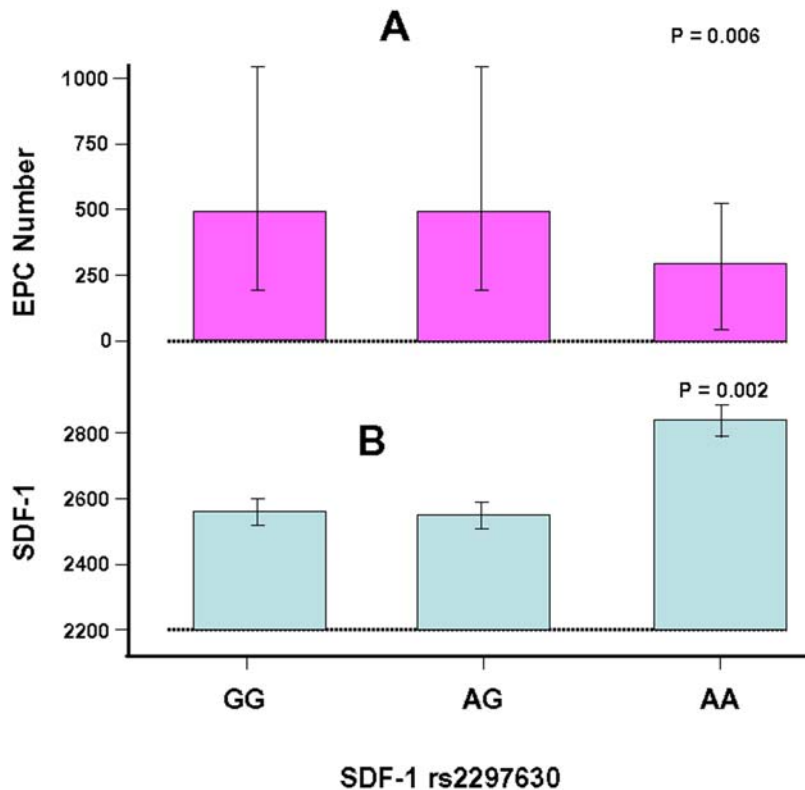 A
P = 0.006
1000
750
500
250
0
EPC Number
P = 0.002
B
2800
2600
2400
2200
SDF-1
GG AG AA
SDF-1 rs2297630